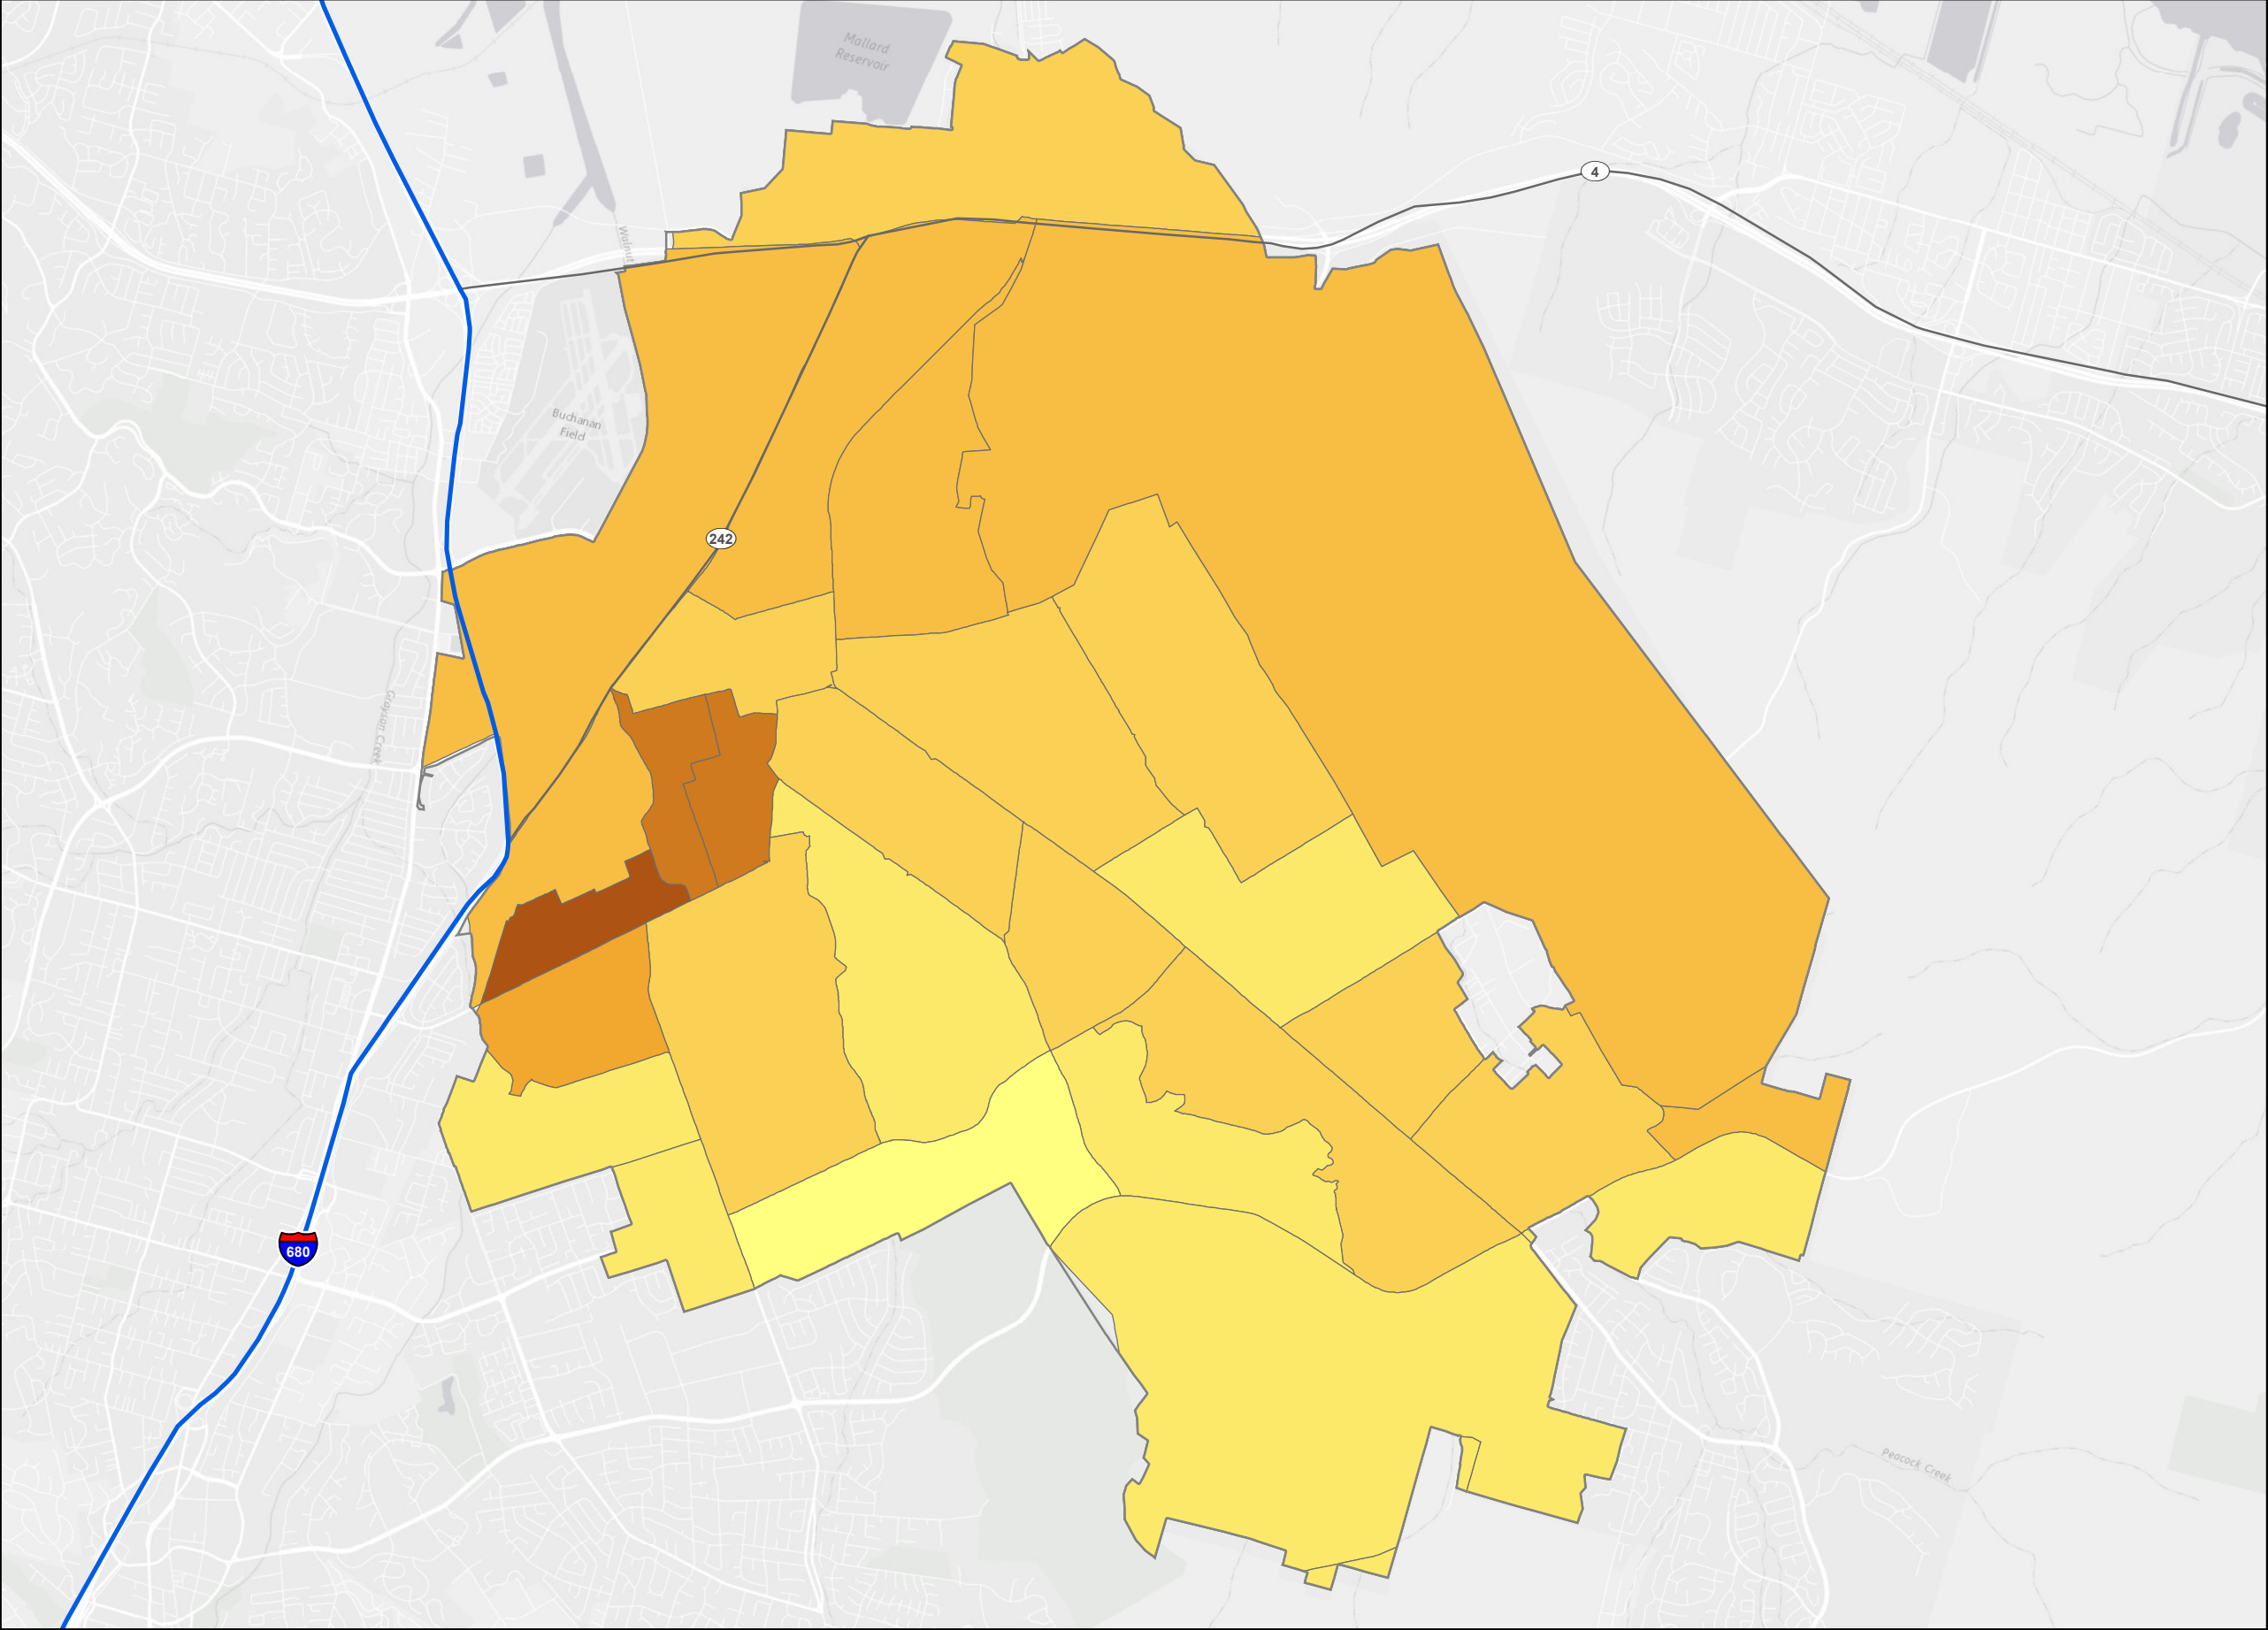 Mallard
Reservoir
4
Walnut
Buchanan
Field
242
Grayson Creek
680
Peacock Creek